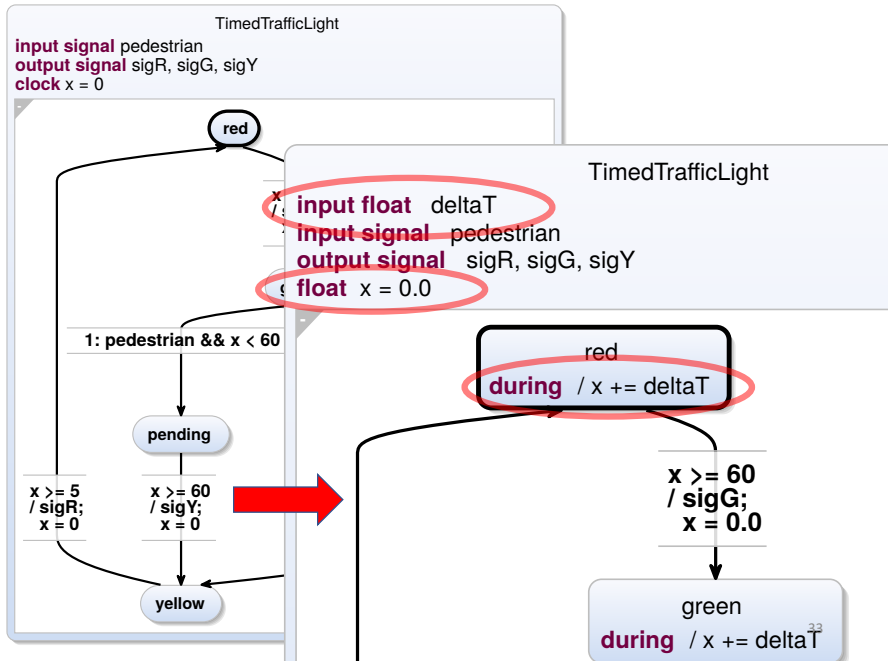 TimedTrafficLight
input signal pedestrian
output signal sigR, sigG, sigY
clock x = 0
-
red
x
/ s
1: pedestrian && x < 60
pending
x >= 5
/ sigR;
x = 0
x >= 60
/ sigY;
x = 0
yellow
TimedTrafficLight
input float deltaT
input signal pedestrian
output signal sigR, sigG, sigY
float x = 0.0
-
red
during / x += deltaT
x >= 60
/ sigG;
x = 0.0
green
during / x += deltaT
33